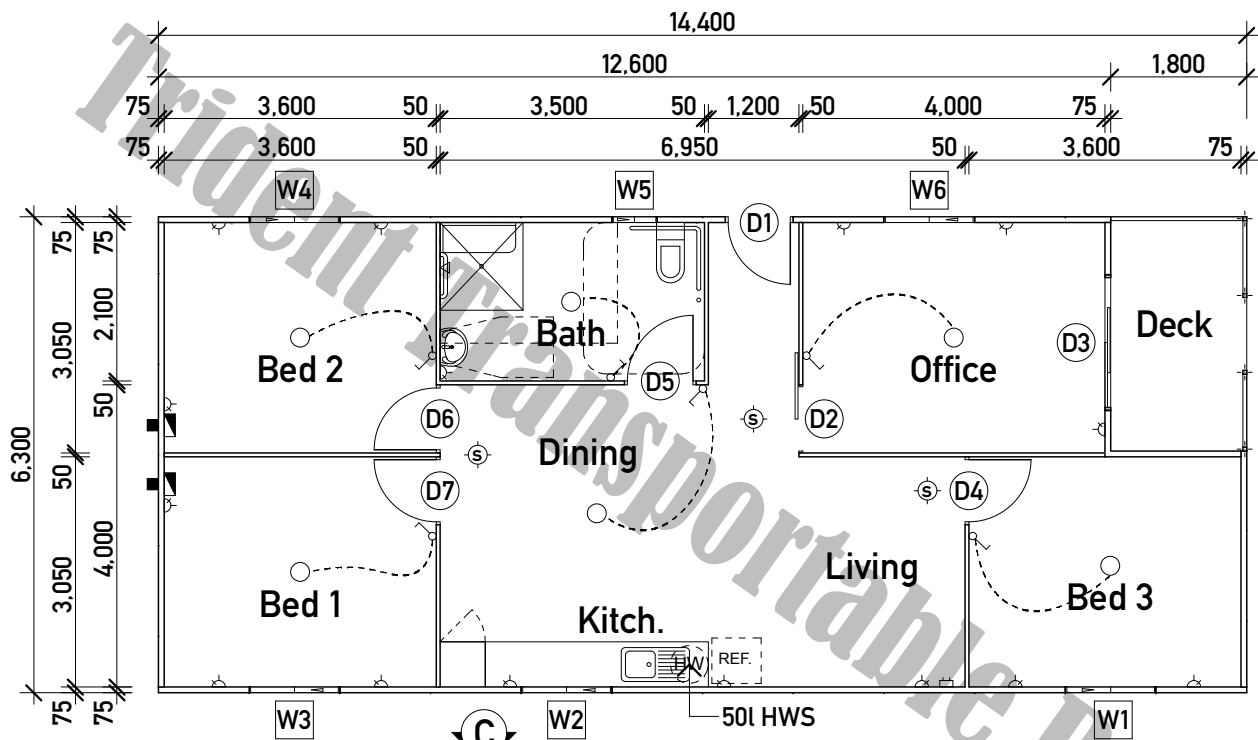 14,400
12,600 1,800
75 3,600 50 3,500 50 1,200 50 4,000 75
75 3,600 50 6,950 50 3,600 75
W4 W5 W6
D1
6,300
75 3,050 50 3,050 75
75 2,100 50 4,000 75
Bed 2 Bath Office D3 Deck
D5
D6 S Dining S D2
D7 S D4
Bed 1 Living Bed 3
Kitch.
HW REF.
W3 C W2 50l HWS W1
Trident Transportable